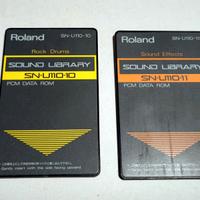 Roland
SN-U110-10
Rock Drums
SOUND LIBRARY
SN-U110-10
PCM DATA ROM
Roland
SN-U110-11
Sound Effects
SOUND LIBRARY
SN-U110-11
PCM DATA ROM